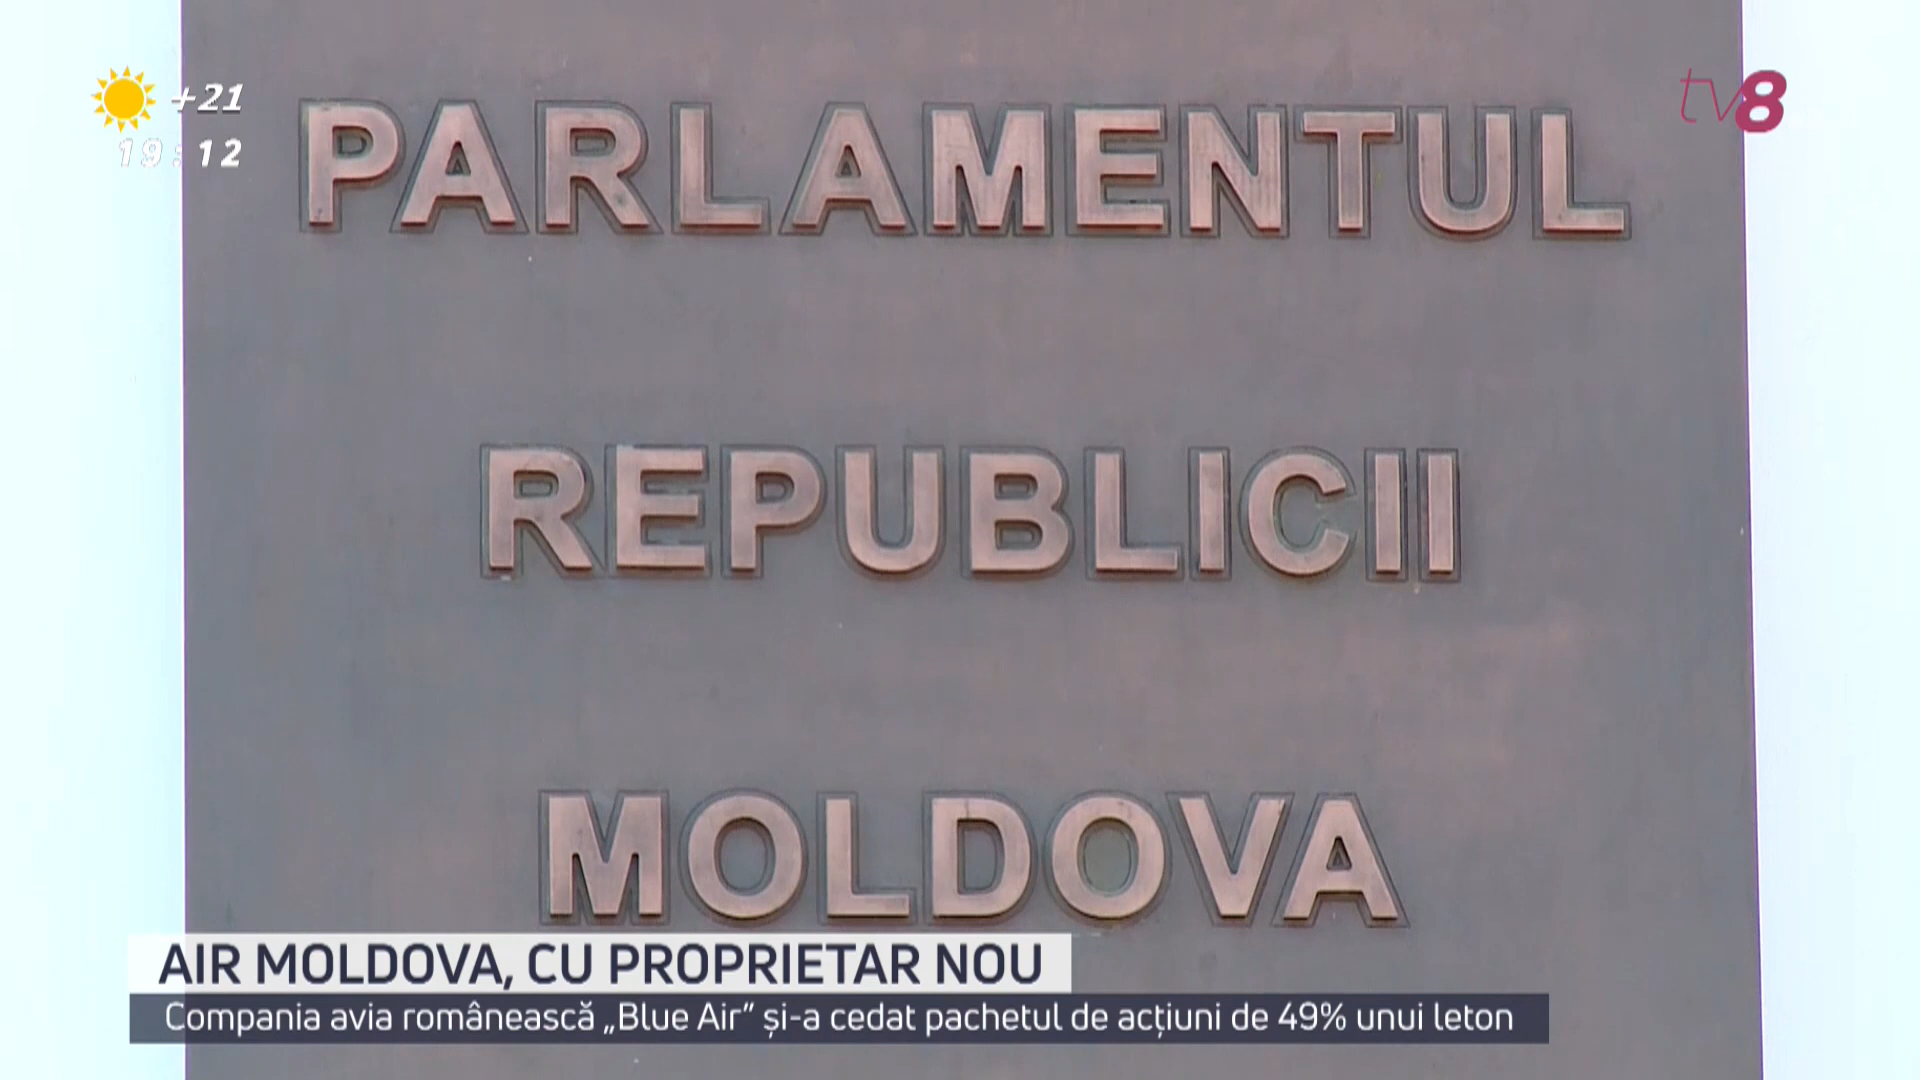 +21
19:12
tv8
PARLAMENTUL
REPUBLICII
MOLDOVA
AIR MOLDOVA, CU PROPRIETAR NOU
Compania avia românească „Blue Air” și-a cedat pachetul de acțiuni de 49% unui leton